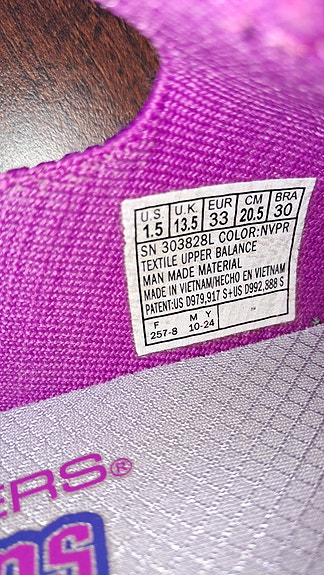 U.S. U.K. EUR CM BRA
1.5 13.5 33 20.5 30
SN 303828L COLOR:NVPR
TEXTILE UPPER BALANCE
MAN MADE MATERIAL
MADE IN VIETNAM/HECHO EN VIETNAM
PATENT:US D979,917 S+US D992,888 S
F M Y
257-8 10-24
ERS®